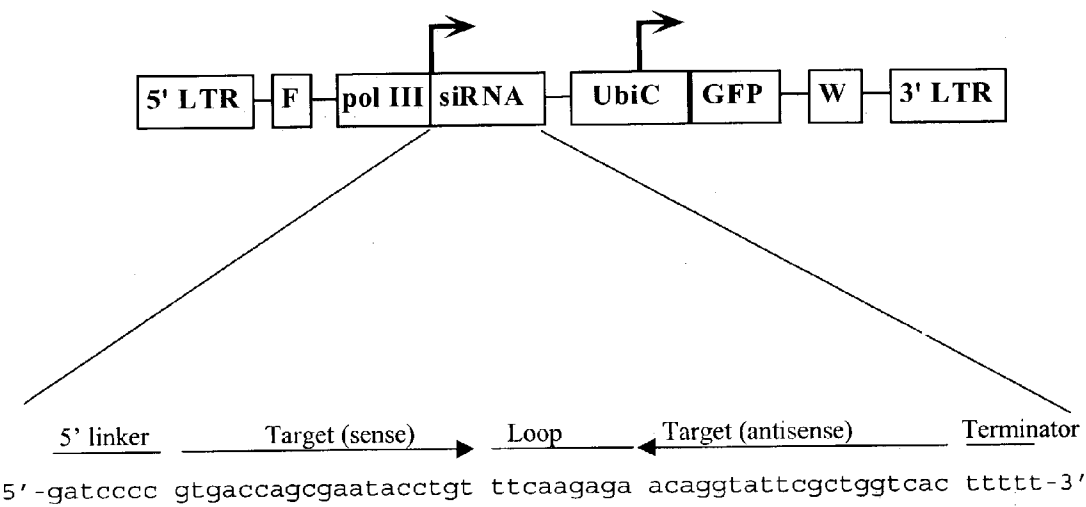 5' LTR F pol III siRNA UbiC GFP W 3' LTR
5' linker Target (sense) Loop Target (antisense) Terminator
5'-gatcccc gtgaccagcgaatacctgt ttcaagaga acaggtattcgctggtcac ttttt-3'